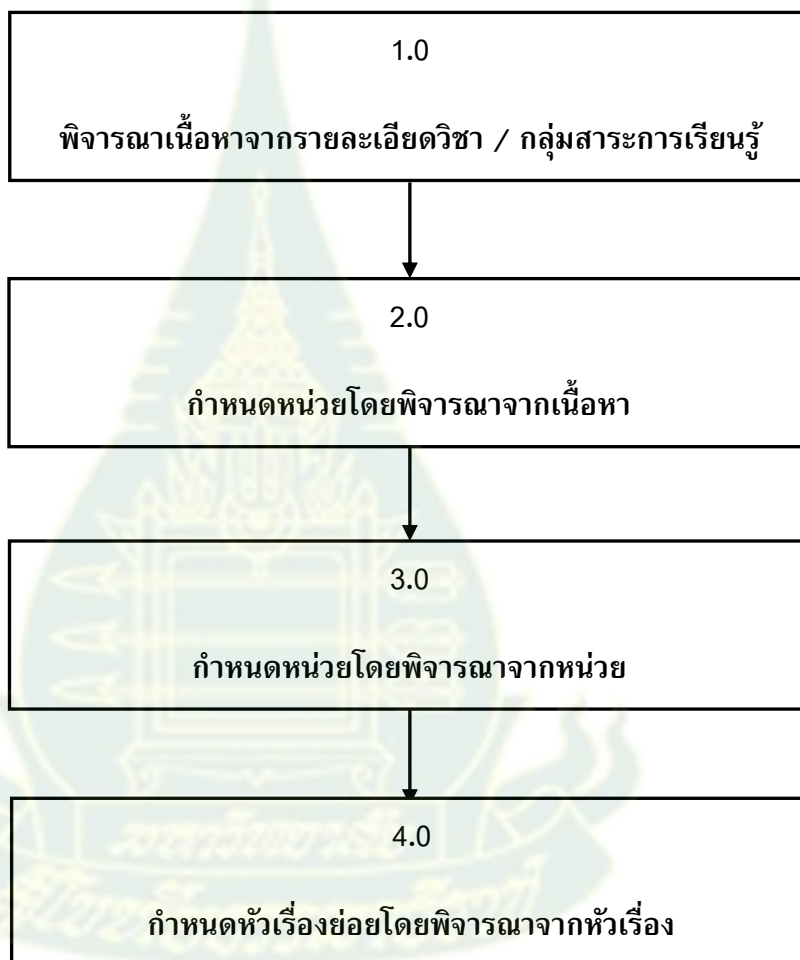 1.0
พิจารณาเนื้อหาจากรายละเอียดวิชา / กลุ่มสาระการเรียนรู้
2.0
กำหนดหน่วยโดยพิจารณาจากเนื้อหา
3.0
กำหนดหน่วยโดยพิจารณาจากหน่วย
4.0
กำหนดหัวเรื่องย่อยโดยพิจารณาจากหัวเรื่อง